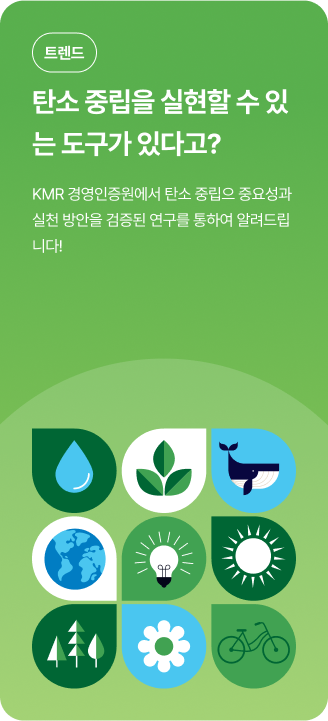 트렌드
탄소 중립을 실현할 수 있
는 도구가 있다고?
KMR 경영인증원에서 탄소 중립으 중요성과
실천 방안을 검증된 연구를 통하여 알려드립
니다!